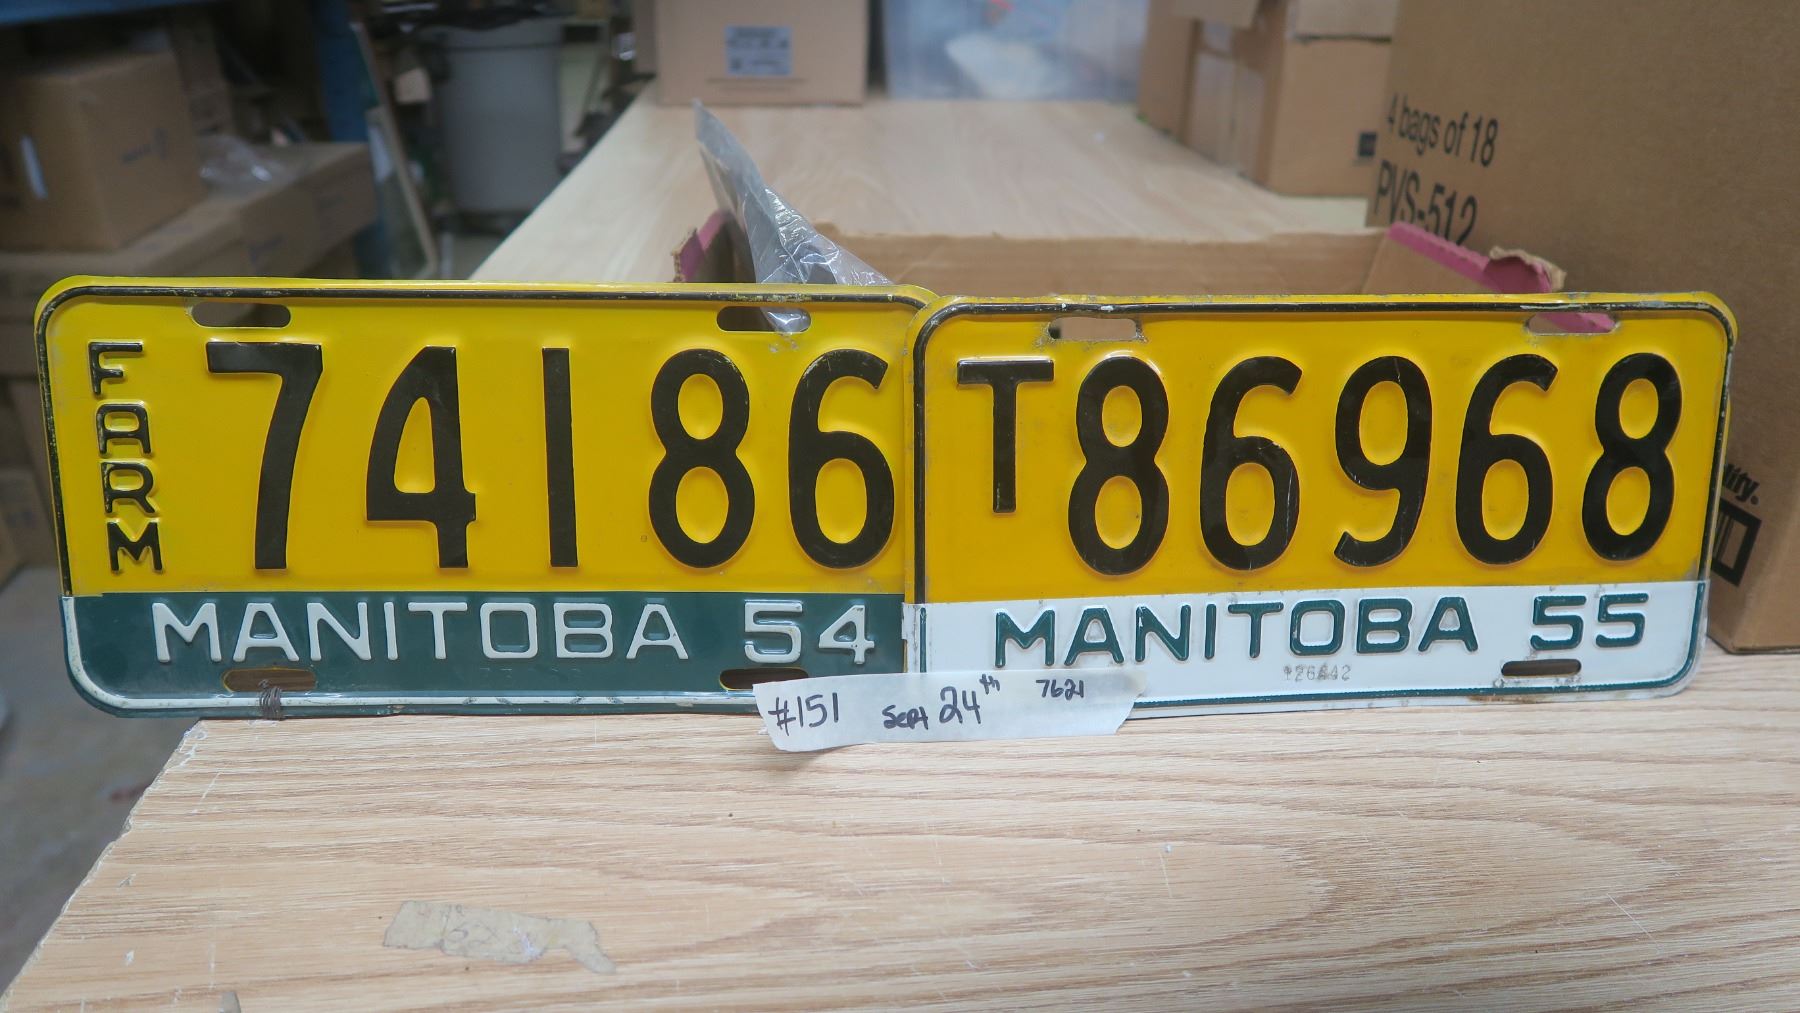 4 bags of 18
PVS-512
FARM
74186
MANITOBA 54
T86968
MANITOBA 55
#151 Sept 24th 7621